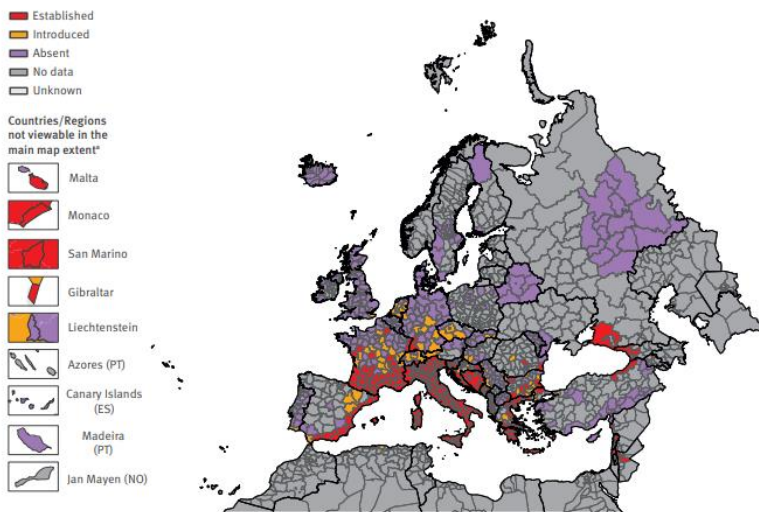 Established
Introduced
Absent
No data
Unknown
Countries/Regions
not viewable in the
main map extentª
Malta
Monaco
San Marino
Gibraltar
Liechtenstein
Azores (PT)
Canary Islands
(ES)
Madeira
(PT)
Jan Mayen (NO)